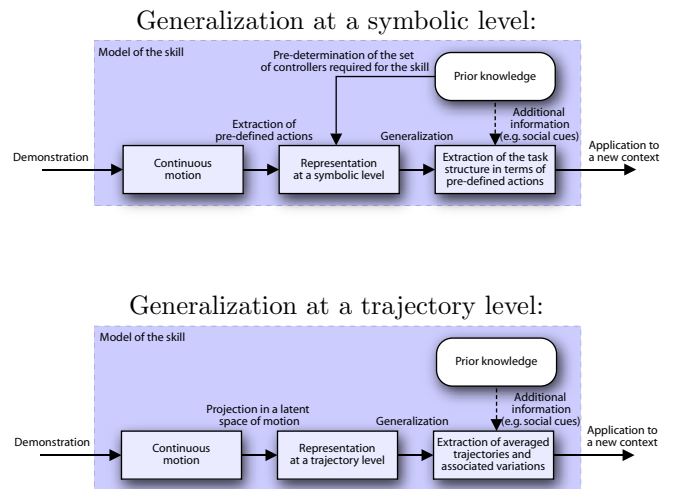 Generalization at a symbolic level:
Model of the skill
Pre-determination of the set
of controllers required for the skill
Prior knowledge
Extraction of
pre-defined actions
Generalization
Additional
information
(e.g. social cues)
Demonstration
Continuous
motion
Representation
at a symbolic level
Extraction of the task
structure in terms of
pre-defined actions
Application to
a new context
Generalization at a trajectory level:
Model of the skill
Prior knowledge
Projection in a latent
space of motion
Generalization
Additional
information
(e.g. social cues)
Demonstration
Continuous
motion
Representation
at a trajectory level
Extraction of averaged
trajectories and
associated variations
Application to
a new context